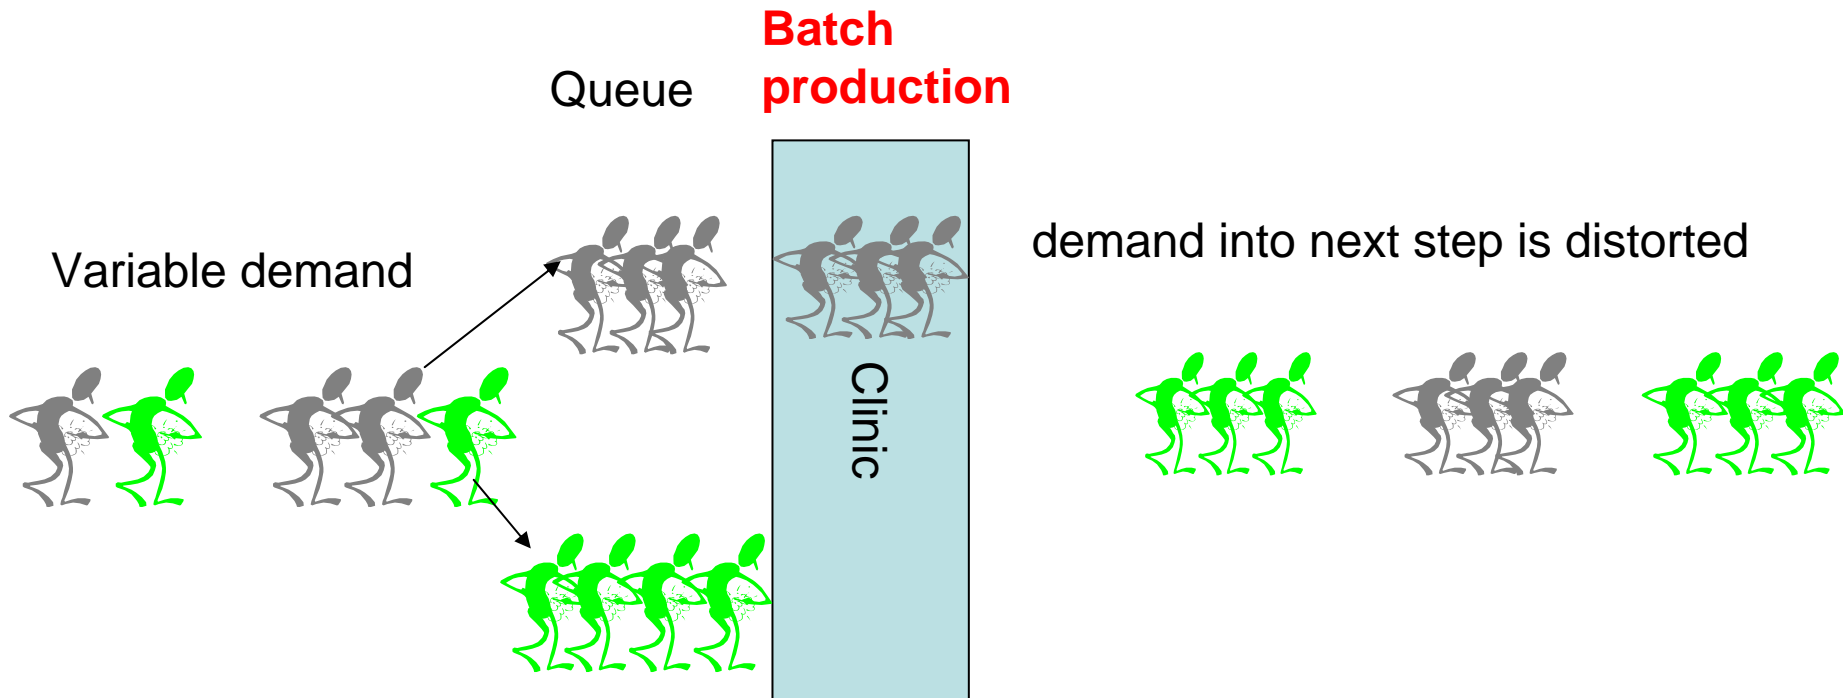 Batch
production
Queue
Variable demand
demand into next step is distorted
Clinic